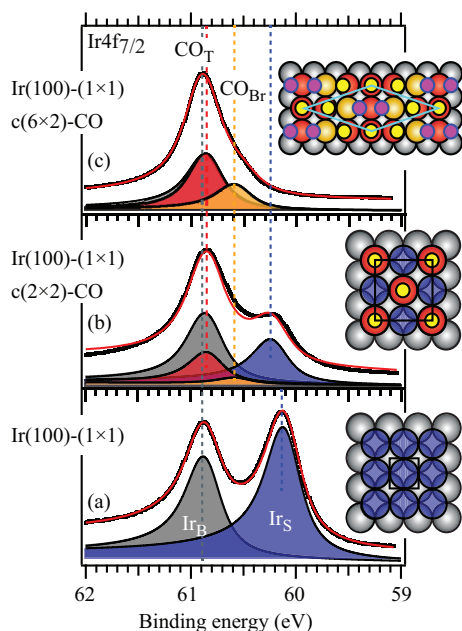 Ir4f7/2
CO_T
CO_Br
Ir(100)-(1×1)
c(6×2)-CO
(c)
Ir(100)-(1×1)
c(2×2)-CO
(b)
Ir(100)-(1×1)
(a)
Ir_B
Ir_S
62 61 60 59
Binding energy (eV)